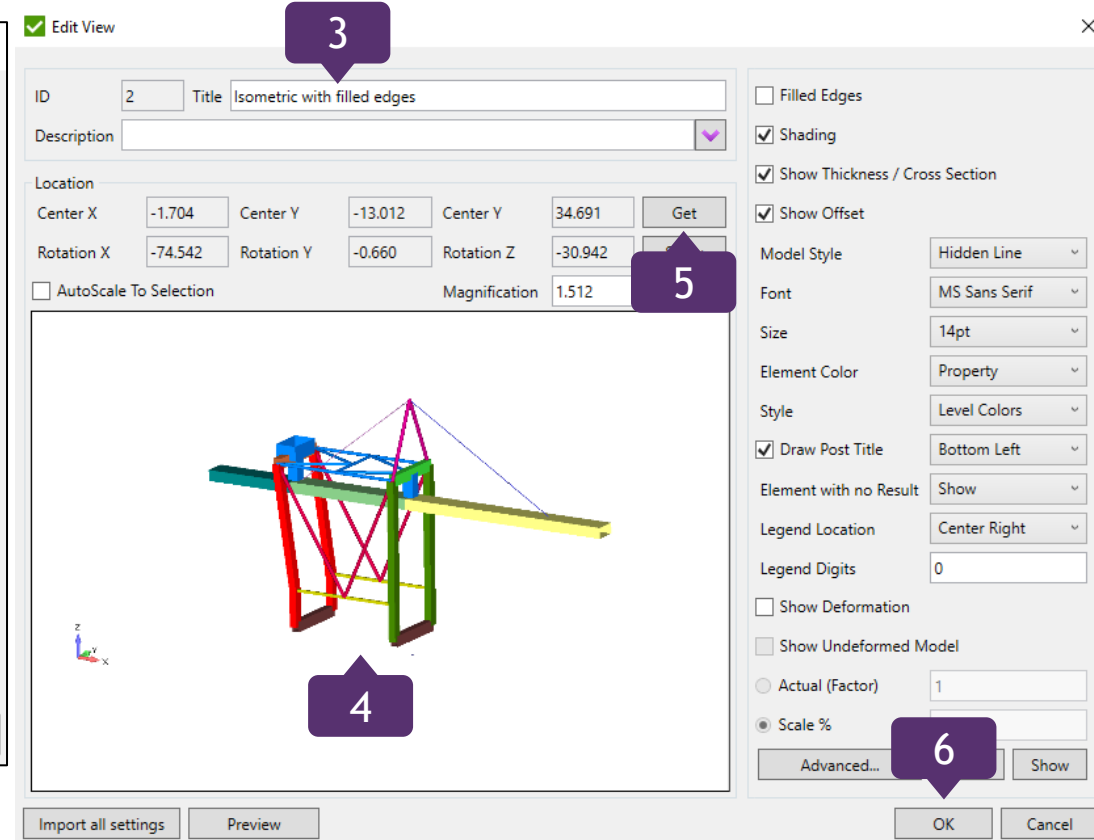 Edit View
3
ID 2 Title Isometric with filled edges
Description
Location
Center X -1.704 Center Y -13.012 Center Y 34.691 Get
Rotation X -74.542 Rotation Y -0.660 Rotation Z -30.942
5
AutoScale To Selection Magnification 1.512
Z
Y
X
4
Filled Edges
Shading
Show Thickness / Cross Section
Show Offset
Model Style Hidden Line
Font MS Sans Serif
Size 14pt
Element Color Property
Style Level Colors
Draw Post Title Bottom Left
Element with no Result Show
Legend Location Center Right
Legend Digits 0
Show Deformation
Show Undeformed Model
Actual (Factor) 1
Scale %
6
Advanced... Show
Import all settings Preview OK Cancel